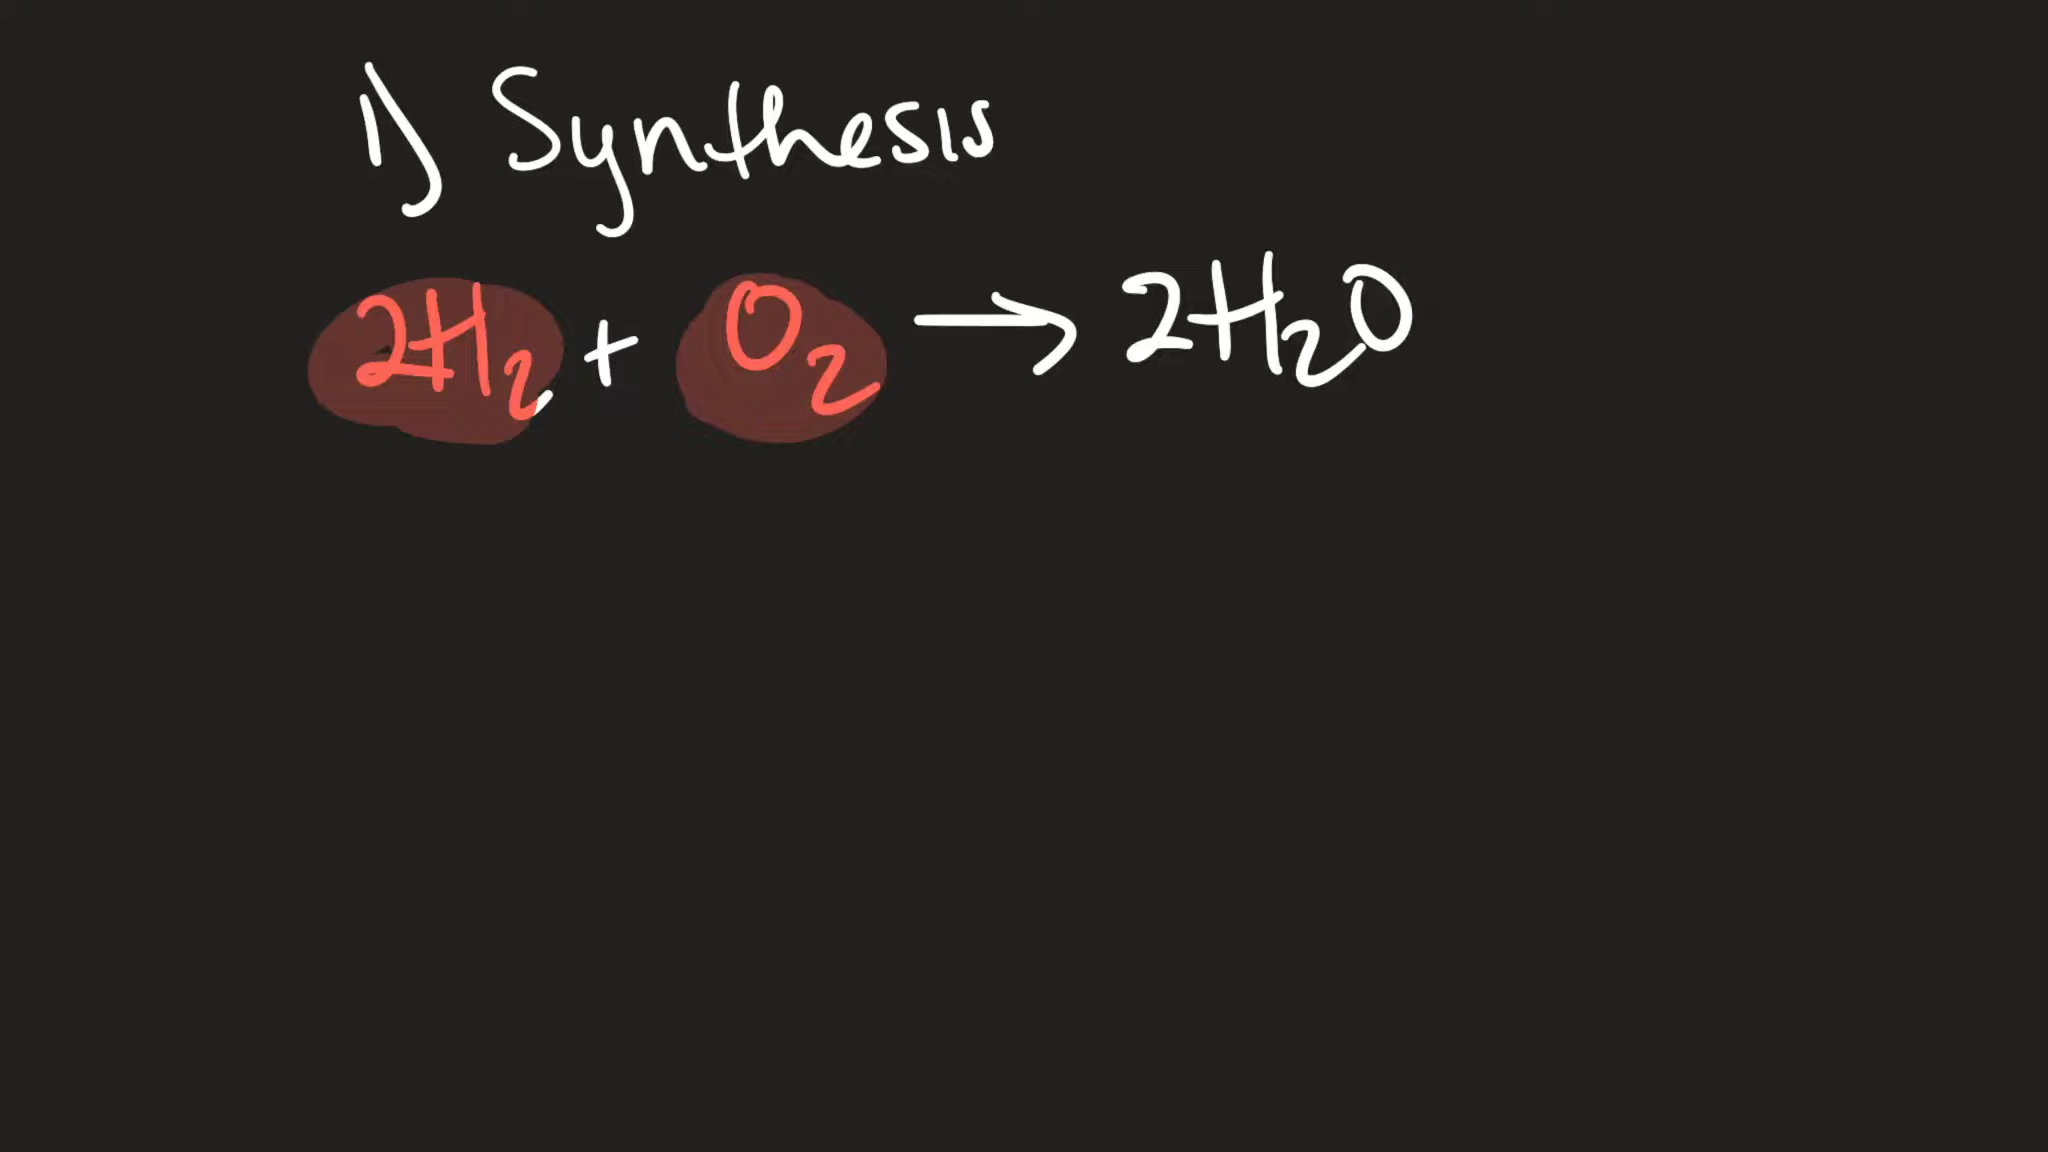 1) Synthesis
2H₂ + O₂ → 2H₂O